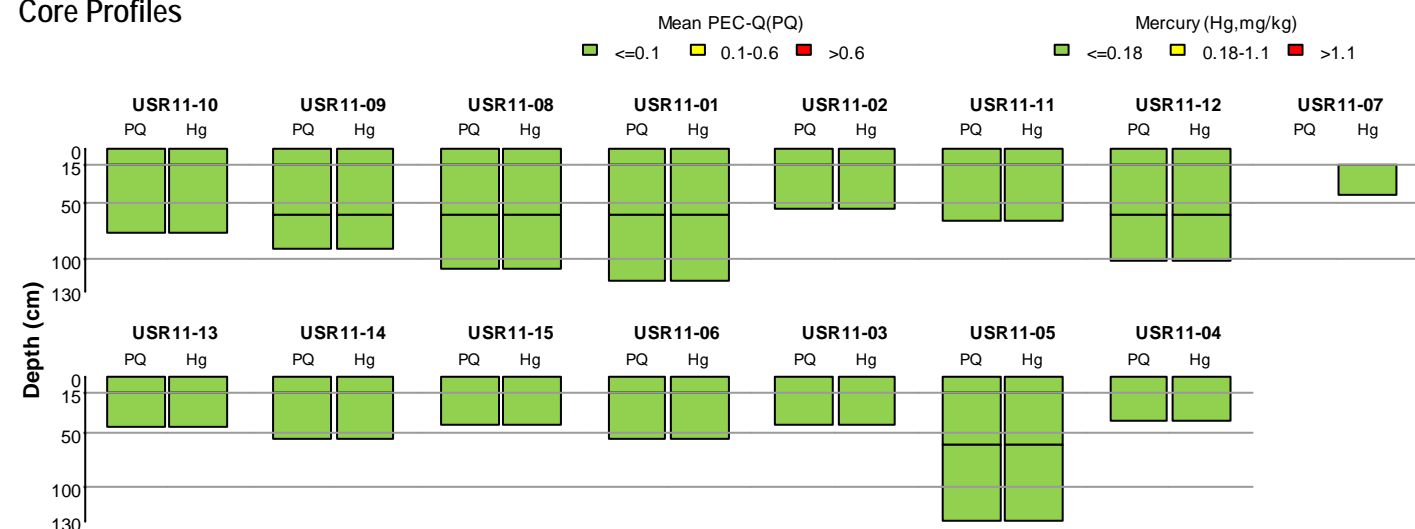 Core Profiles
Mean PEC-Q(PQ)
<=0.1 0.1-0.6 >0.6
Mercury (Hg,mg/kg)
<=0.18 0.18-1.1 >1.1
USR11-10 USR11-09 USR11-08 USR11-01 USR11-02 USR11-11 USR11-12 USR11-07
PQ Hg PQ Hg PQ Hg PQ Hg PQ Hg PQ Hg PQ Hg PQ Hg
0
15
50
100
130
Depth (cm)
USR11-13 USR11-14 USR11-15 USR11-06 USR11-03 USR11-05 USR11-04
PQ Hg PQ Hg PQ Hg PQ Hg PQ Hg PQ Hg PQ Hg
0
15
50
100
130